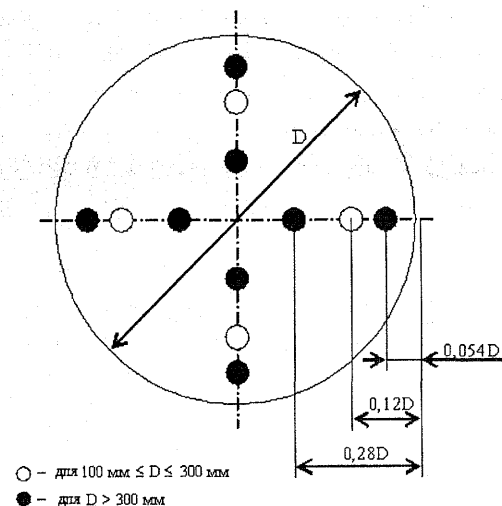 D
0,054D
0,12D
0,28D
– для 100 мм ≤ D ≤ 300 мм
– для D > 300 мм